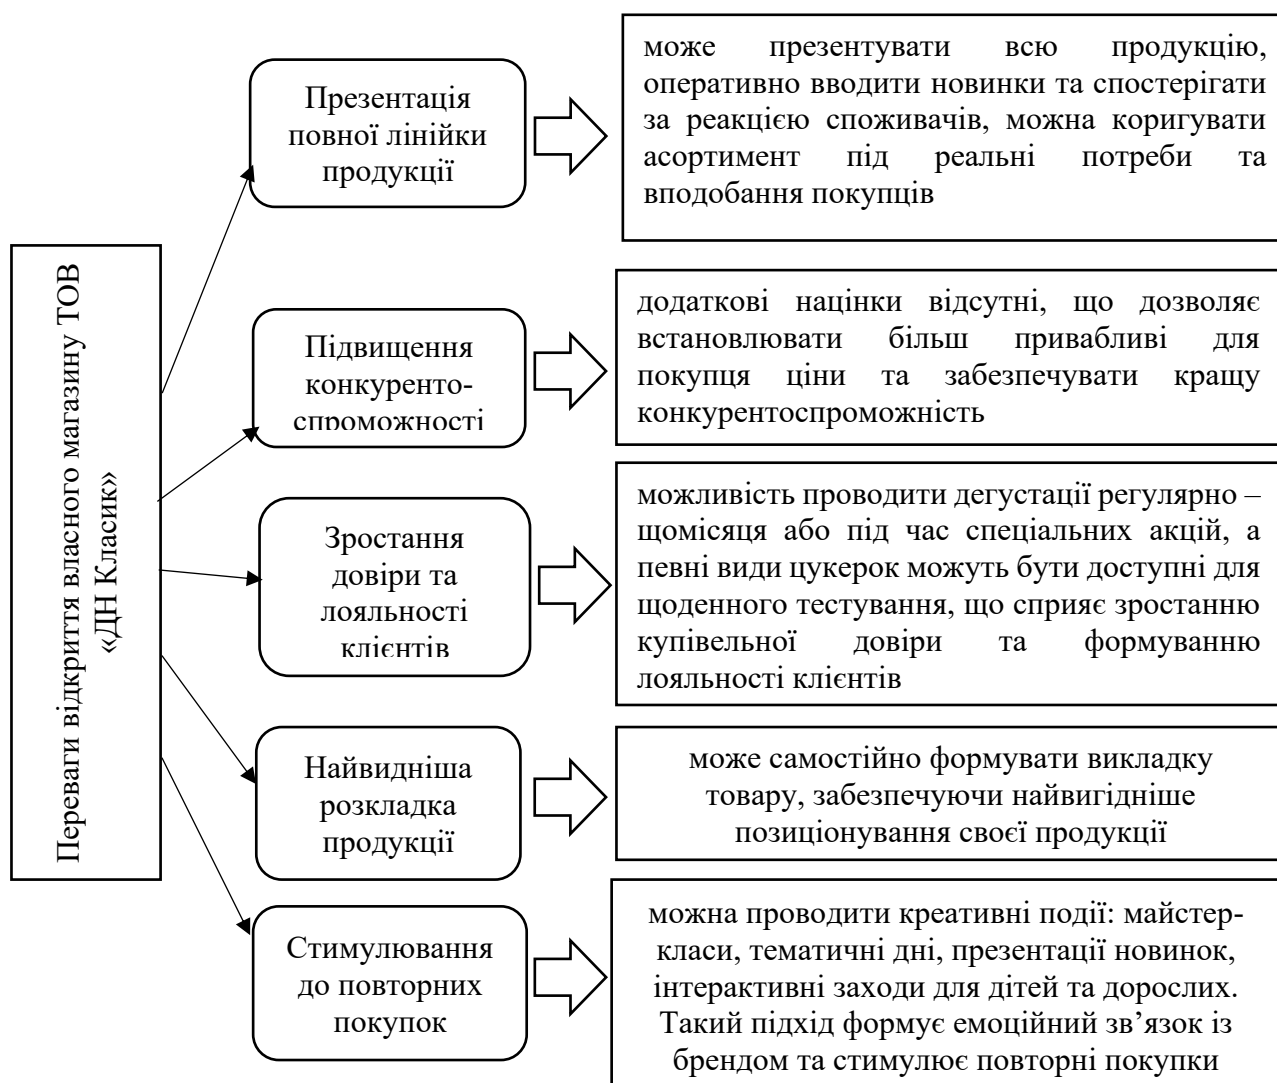 Переваги відкриття власного магазину ТОВ
«ДН Класик»
Презентація
повної лінійки
продукції
може презентувати всю продукцію,
оперативно вводити новинки та спостерігати
за реакцією споживачів, можна коригувати
асортимент під реальні потреби та
вподобання покупців
Підвищення
конкуренто-
спроможності
додаткові націнки відсутні, що дозволяє
встановлювати більш привабливі для
покупця ціни та забезпечувати кращу
конкурентоспроможність
Зростання
довіри та
лояльності
клієнтів
можливість проводити дегустації регулярно –
щомісяця або під час спеціальних акцій, а
певні види цукерок можуть бути доступні для
щоденного тестування, що сприяє зростанню
купівельної довіри та формуванню
лояльності клієнтів
Найвидніша
розкладка
продукції
може самостійно формувати викладку
товару, забезпечуючи найвигідніше
позиціонування своєї продукції
Стимулювання
до повторних
покупок
можна проводити креативні події: майстер-
класи, тематичні дні, презентації новинок,
інтерактивні заходи для дітей та дорослих.
Такий підхід формує емоційний зв’язок із
брендом та стимулює повторні покупки